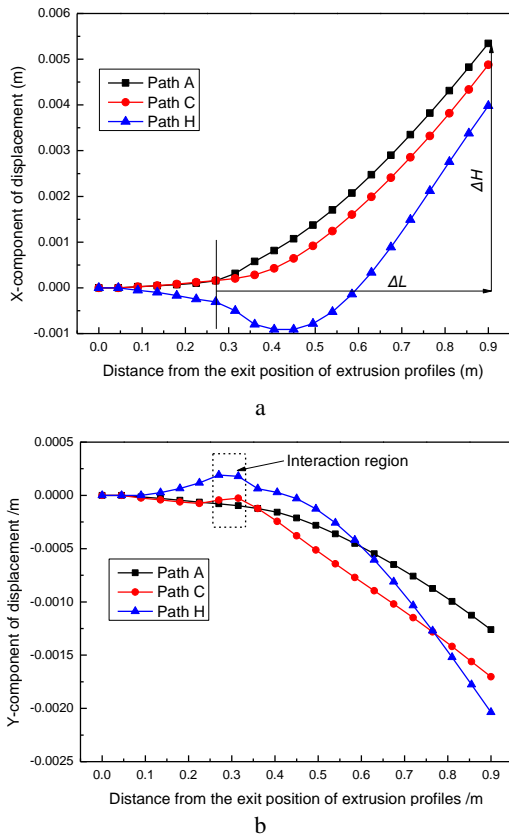 0.006
0.005
0.004
0.003
0.002
0.001
0.000
-0.001
X-component of displacement (m)
Path A
Path C
Path H
ΔH
ΔL
0.0 0.1 0.2 0.3 0.4 0.5 0.6 0.7 0.8 0.9
Distance from the exit position of extrusion profiles (m)
a
0.0005
0.0000
-0.0005
-0.0010
-0.0015
-0.0020
-0.0025
Y-component of displacement /m
Interaction region
Path A
Path C
Path H
0.0 0.1 0.2 0.3 0.4 0.5 0.6 0.7 0.8 0.9
Distance from the exit position of extrusion profiles /m
b